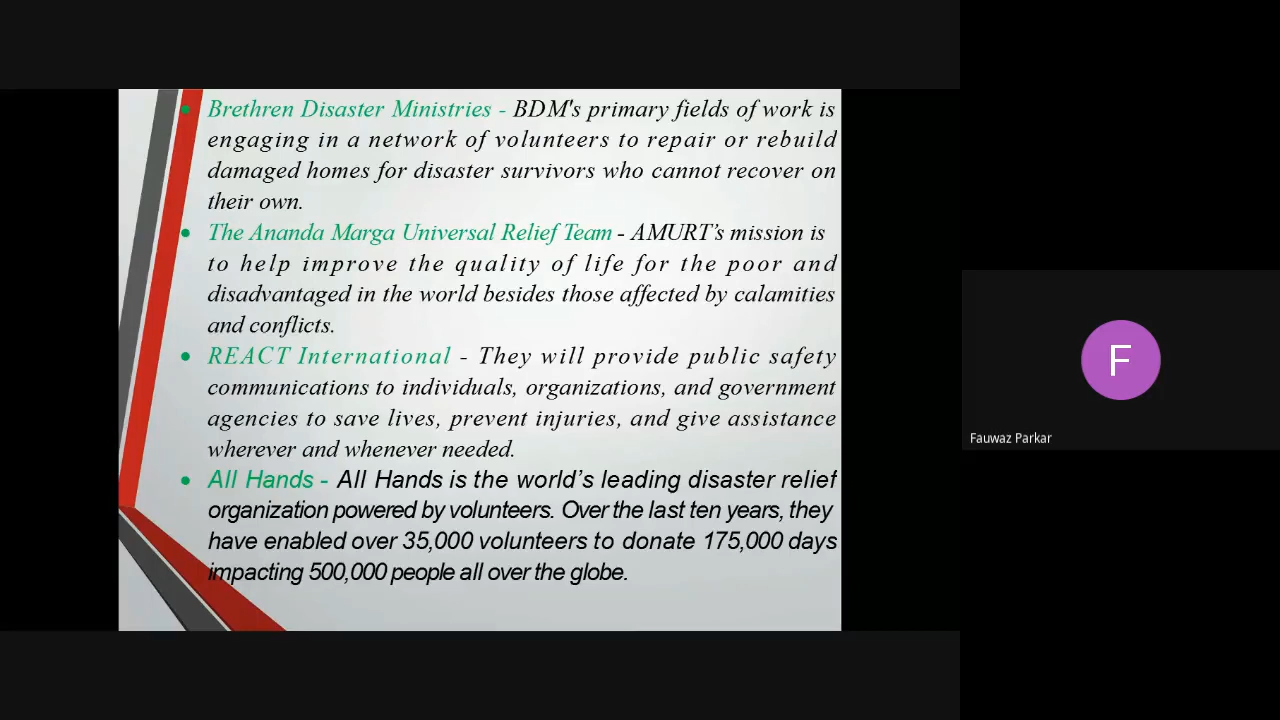 • Brethren Disaster Ministries - BDM's primary fields of work is
engaging in a network of volunteers to repair or rebuild
damaged homes for disaster survivors who cannot recover on
their own.
• The Ananda Marga Universal Relief Team - AMURT’s mission is
to help improve the quality of life for the poor and
disadvantaged in the world besides those affected by calamities
and conflicts.
• REACT International - They will provide public safety
communications to individuals, organizations, and government
agencies to save lives, prevent injuries, and give assistance
wherever and whenever needed.
• All Hands - All Hands is the world’s leading disaster relief
organization powered by volunteers. Over the last ten years, they
have enabled over 35,000 volunteers to donate 175,000 days
impacting 500,000 people all over the globe.
F
Fauwaz Parkar